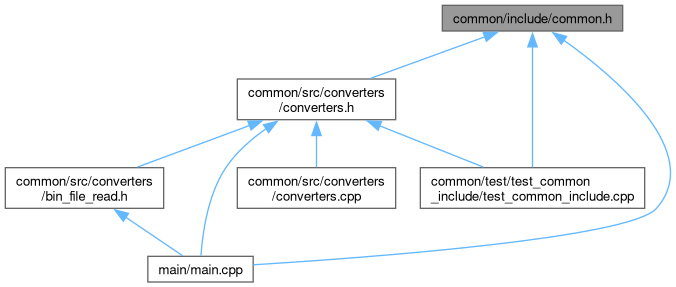 common/include/common.h
common/src/converters
/converters.h
common/src/converters
/bin_file_read.h
common/src/converters
/converters.cpp
common/test/test_common
_include/test_common_include.cpp
main/main.cpp